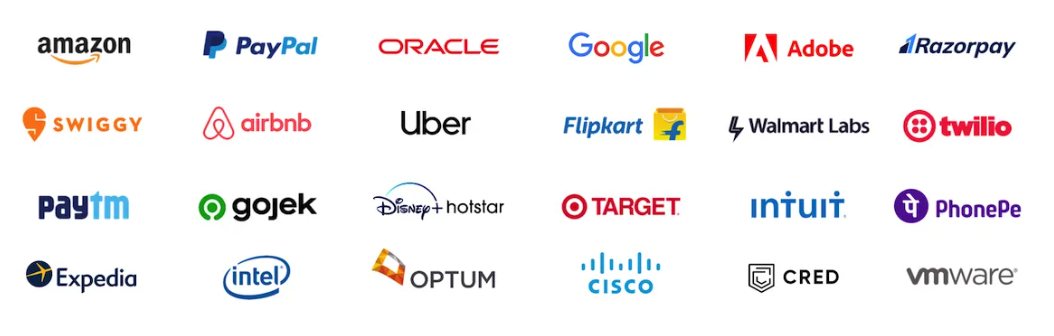 amazon PayPal ORACLE Google Adobe Razorpay
SWIGGY airbnb Uber Flipkart Walmart Labs twilio
paytm gojek Disney+ hotstar TARGET INTUIT PhonePe
Expedia intel OPTUM CISCO CRED vmware